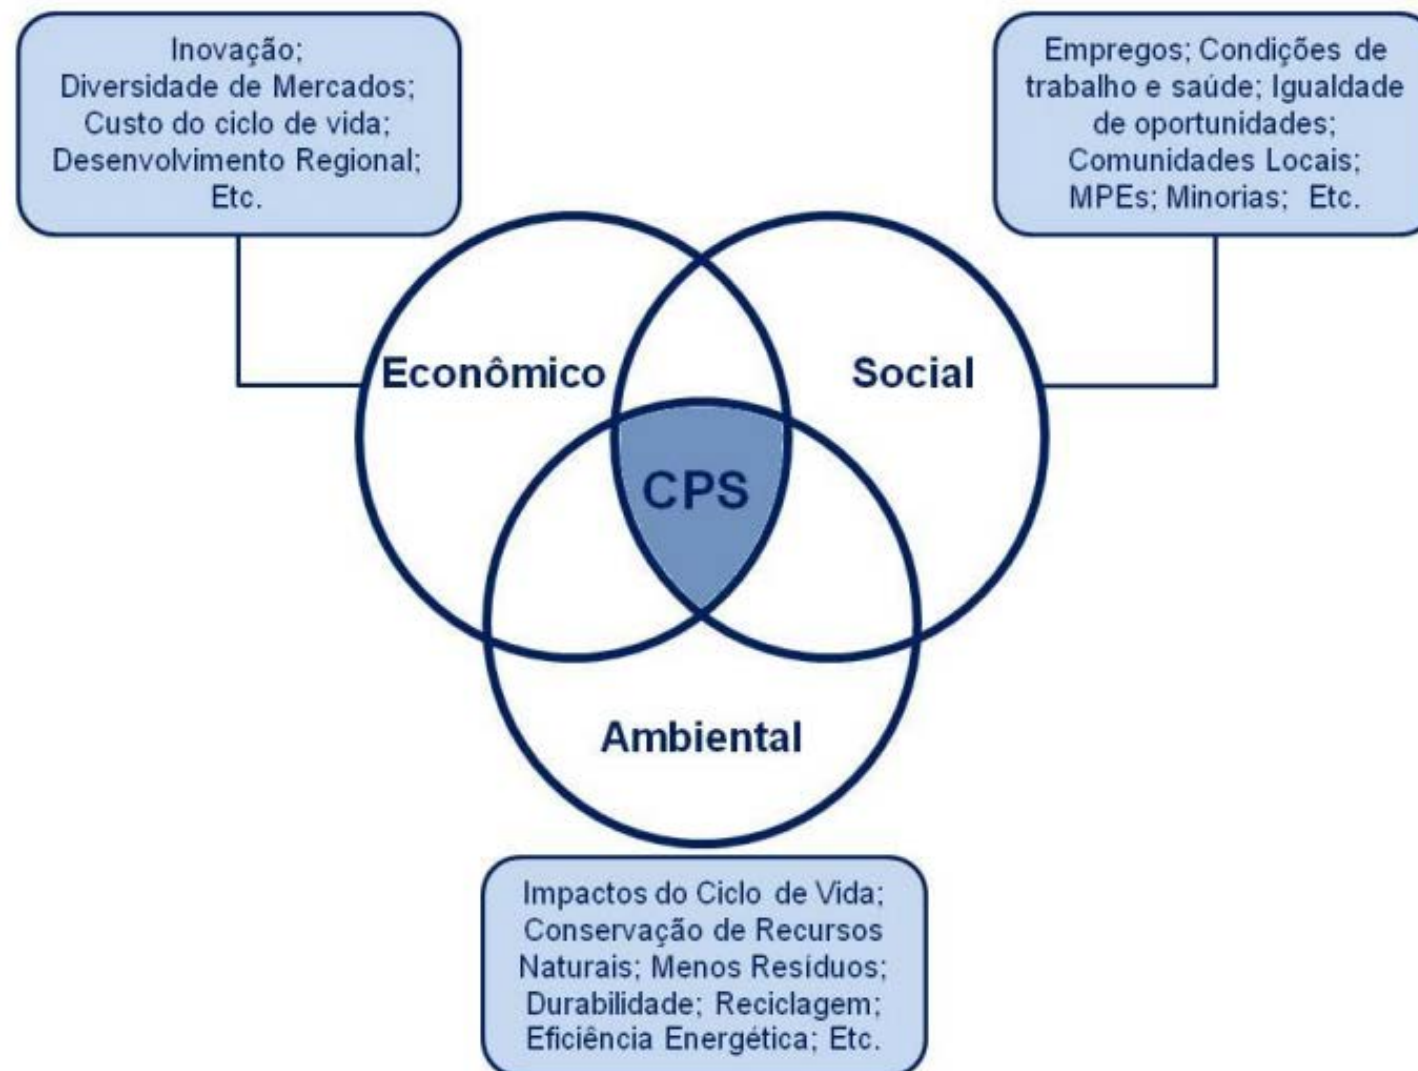 Inovação;
Diversidade de Mercados;
Custo do ciclo de vida;
Desenvolvimento Regional;
Etc.
Empregos; Condições de
trabalho e saúde; Igualdade
de oportunidades;
Comunidades Locais;
MPEs; Minorias; Etc.
Econômico
Social
CPS
Ambiental
Impactos do Ciclo de Vida;
Conservação de Recursos
Naturais; Menos Resíduos;
Durabilidade; Reciclagem;
Eficiência Energética; Etc.